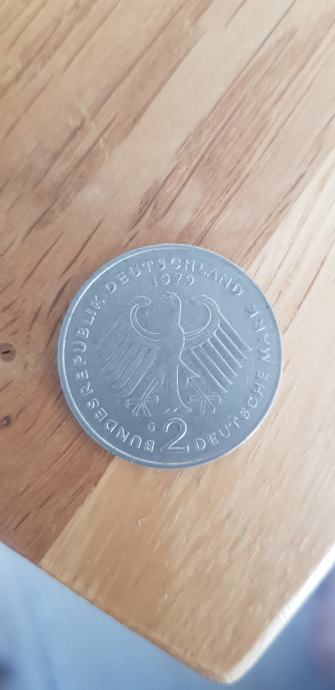 BUNDESREPUBLIK DEUTSCHLAND
1979
G
2
DEUTSCHE MARK